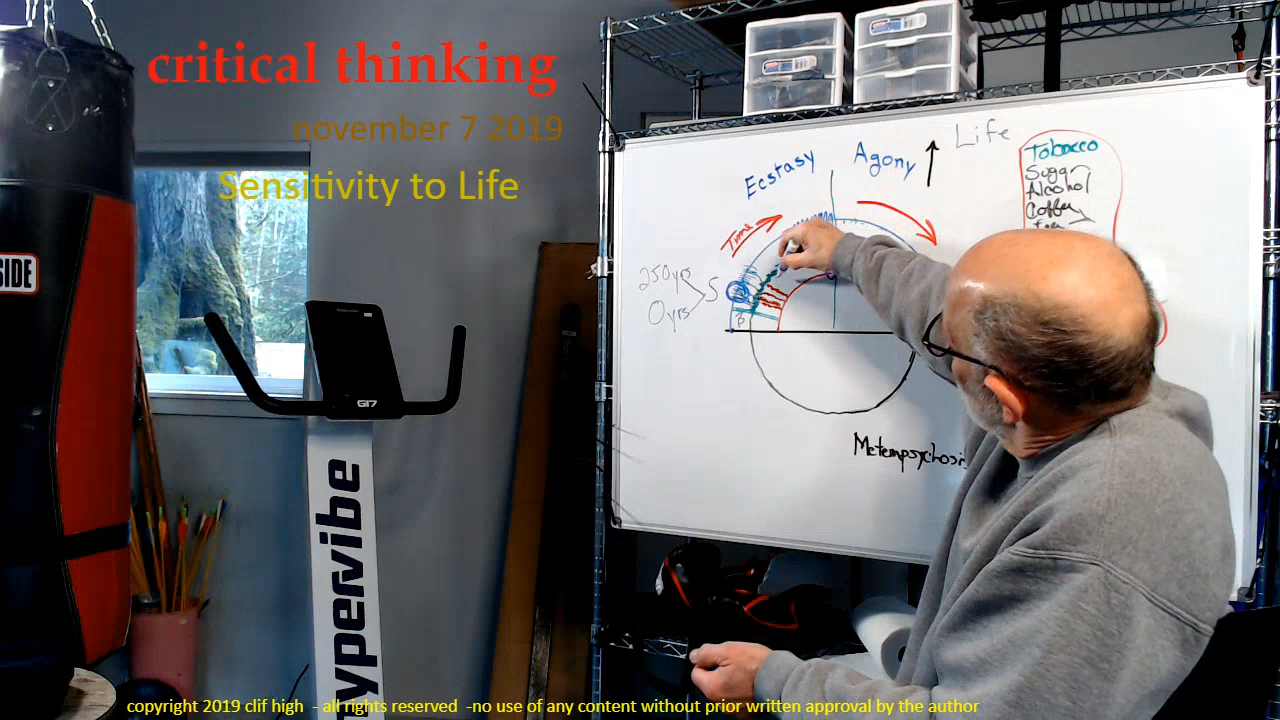 critical thinking
november 7 2019
Sensitivity to Life
SIDE
G17
hypervibe
Ecstasy
Agony
Life
Time
250yrs
0yrs
S
Tobacco
Sugar
Alcohol
Coffee
Metempsychosis
copyright 2019 clif high - all rights reserved -no use of any content without prior written approval by the author